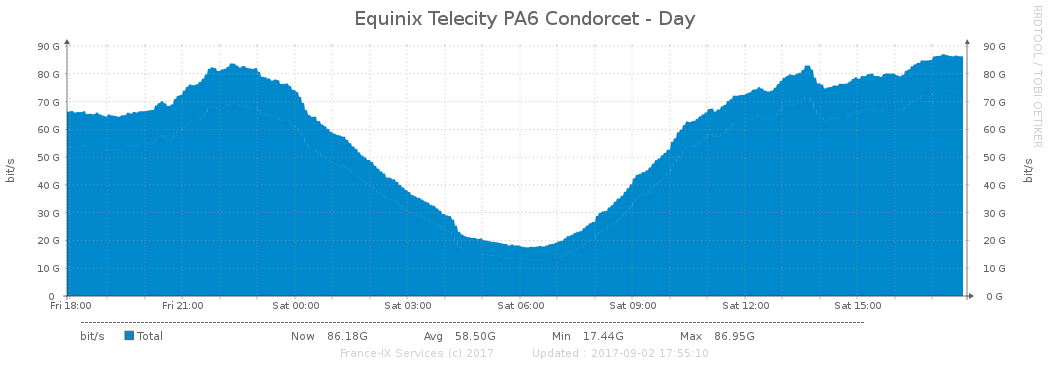 Equinix Telecity PA6 Condorcet - Day
RRDTOOL / TOBI OETIKER
bit/s
90 G 90 G
80 G 80 G
70 G 70 G
60 G 60 G
50 G 50 G
40 G 40 G
30 G 30 G
20 G 20 G
10 G 10 G
0 0 G
bit/s
Fri 18:00 Fri 21:00 Sat 00:00 Sat 03:00 Sat 06:00 Sat 09:00 Sat 12:00 Sat 15:00
bit/s Total Now 86.18G Avg 58.50G Min 17.44G Max 86.95G
France-IX Services (c) 2017 Updated : 2017-09-02 17:55:10